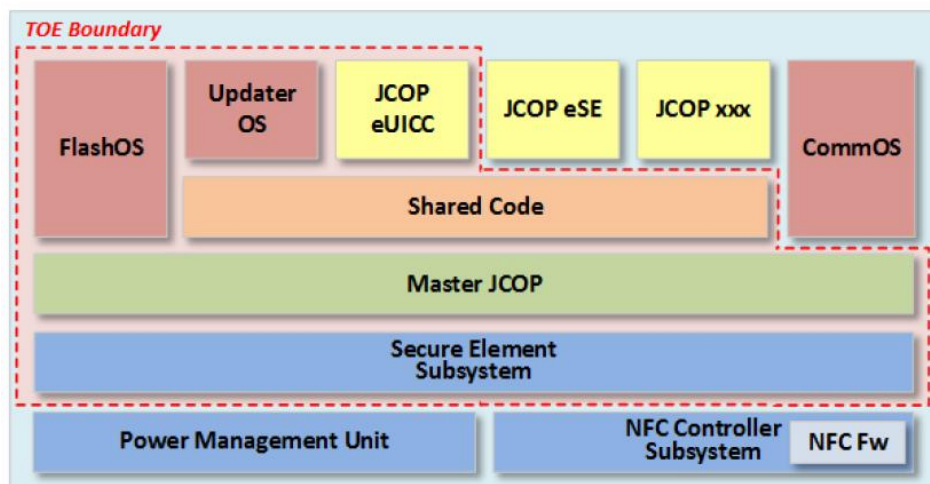 TOE Boundary
FlashOS
Updater
OS
JCOP
eUICC
JCOP eSE
JCOP xxx
CommOS
Shared Code
Master JCOP
Secure Element
Subsystem
Power Management Unit
NFC Controller
Subsystem
NFC Fw